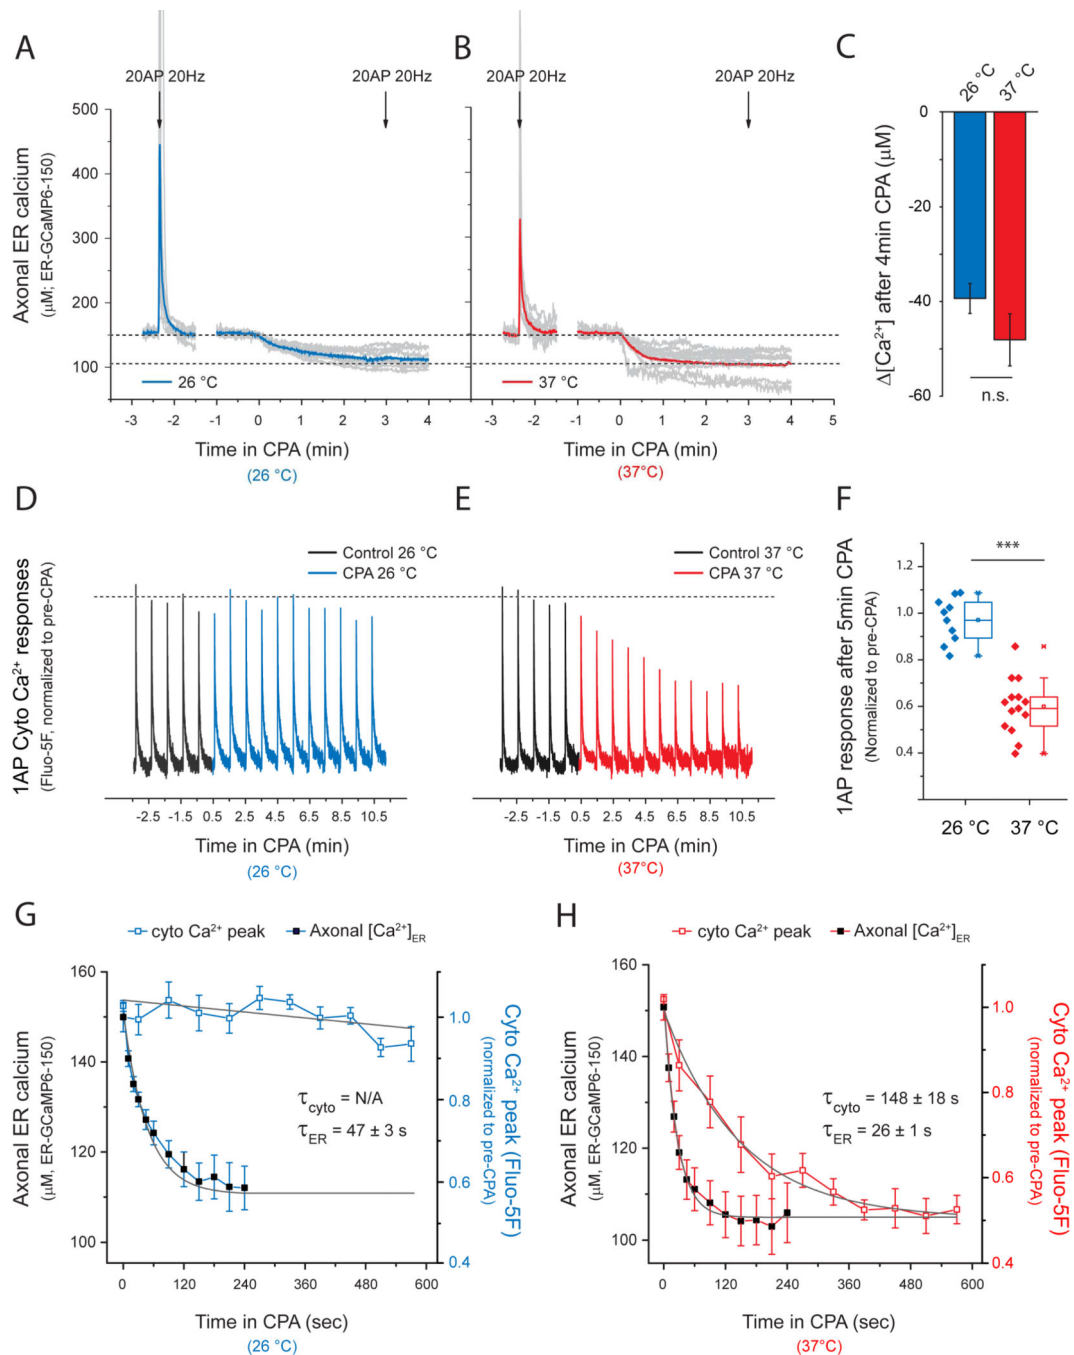 A
B
C
20AP 20Hz
20AP 20Hz
20AP 20Hz
20AP 20Hz
26 °C
37 °C
Axonal ER calcium
(μM; ER-GCaMP6-150)
500
400
300
200
100
26 °C
37 °C
-3 -2 -1 0 1 2 3 4
-3 -2 -1 0 1 2 3 4 5
Time in CPA (min)
(26 °C)
Time in CPA (min)
(37°C)
Δ[Ca²⁺] after 4min CPA (μM)
0
-20
-40
-60
n.s.
D
E
F
1AP Cyto Ca²⁺ responses
(Fluo-5F, normalized to pre-CPA)
Control 26 °C
CPA 26 °C
Control 37 °C
CPA 37 °C
-2.5 -1.5 0.5 2.5 4.5 6.5 8.5 10.5
-2.5 -1.5 0.5 2.5 4.5 6.5 8.5 10.5
Time in CPA (min)
(26 °C)
Time in CPA (min)
(37°C)
1AP response after 5min CPA
(Normalized to pre-CPA)
***
1.2
1.0
0.8
0.6
0.4
26 °C 37 °C
G
H
cyto Ca²⁺ peak
Axonal [Ca²⁺]ER
cyto Ca²⁺ peak
Axonal [Ca²⁺]ER
Axonal ER calcium
(μM, ER-GCaMP6-150)
160
140
120
100
τcyto = N/A
τER = 47 ± 3 s
1.0
0.8
0.6
0.4
Cyto Ca²⁺ peak (Fluo-5F)
(normalized to pre-CPA)
0 120 240 360 480 600
Time in CPA (sec)
(26 °C)
Axonal ER calcium
(μM, ER-GCaMP6-150)
160
140
120
100
τcyto = 148 ± 18 s
τER = 26 ± 1 s
1.0
0.8
0.6
0.4
Cyto Ca²⁺ peak (Fluo-5F)
(normalized to pre-CPA)
0 120 240 360 480 600
Time in CPA (sec)
(37°C)